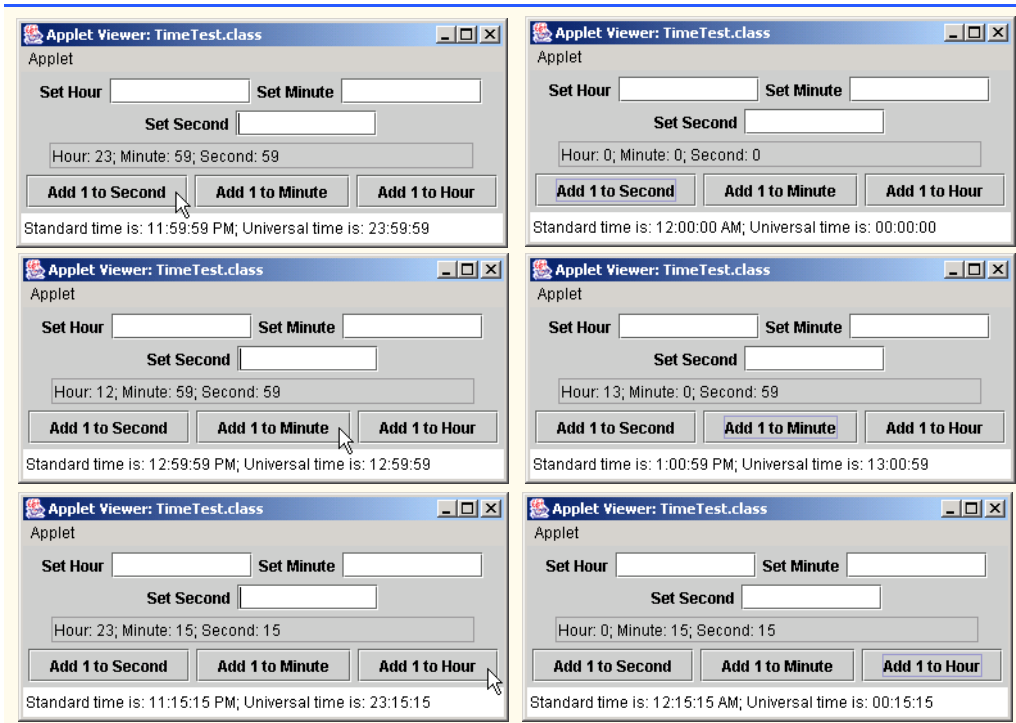 Applet Viewer: TimeTest.class
Applet
Set Hour Set Minute
Set Second
Hour: 23; Minute: 59; Second: 59
Add 1 to Second Add 1 to Minute Add 1 to Hour
Standard time is: 11:59:59 PM; Universal time is: 23:59:59
Applet Viewer: TimeTest.class
Applet
Set Hour Set Minute
Set Second
Hour: 0; Minute: 0; Second: 0
Add 1 to Second Add 1 to Minute Add 1 to Hour
Standard time is: 12:00:00 AM; Universal time is: 00:00:00
Applet Viewer: TimeTest.class
Applet
Set Hour Set Minute
Set Second
Hour: 12; Minute: 59; Second: 59
Add 1 to Second Add 1 to Minute Add 1 to Hour
Standard time is: 12:59:59 PM; Universal time is: 12:59:59
Applet Viewer: TimeTest.class
Applet
Set Hour Set Minute
Set Second
Hour: 13; Minute: 0; Second: 59
Add 1 to Second Add 1 to Minute Add 1 to Hour
Standard time is: 1:00:59 PM; Universal time is: 13:00:59
Applet Viewer: TimeTest.class
Applet
Set Hour Set Minute
Set Second
Hour: 23; Minute: 15; Second: 15
Add 1 to Second Add 1 to Minute Add 1 to Hour
Standard time is: 11:15:15 PM; Universal time is: 23:15:15
Applet Viewer: TimeTest.class
Applet
Set Hour Set Minute
Set Second
Hour: 0; Minute: 15; Second: 15
Add 1 to Second Add 1 to Minute Add 1 to Hour
Standard time is: 12:15:15 AM; Universal time is: 00:15:15